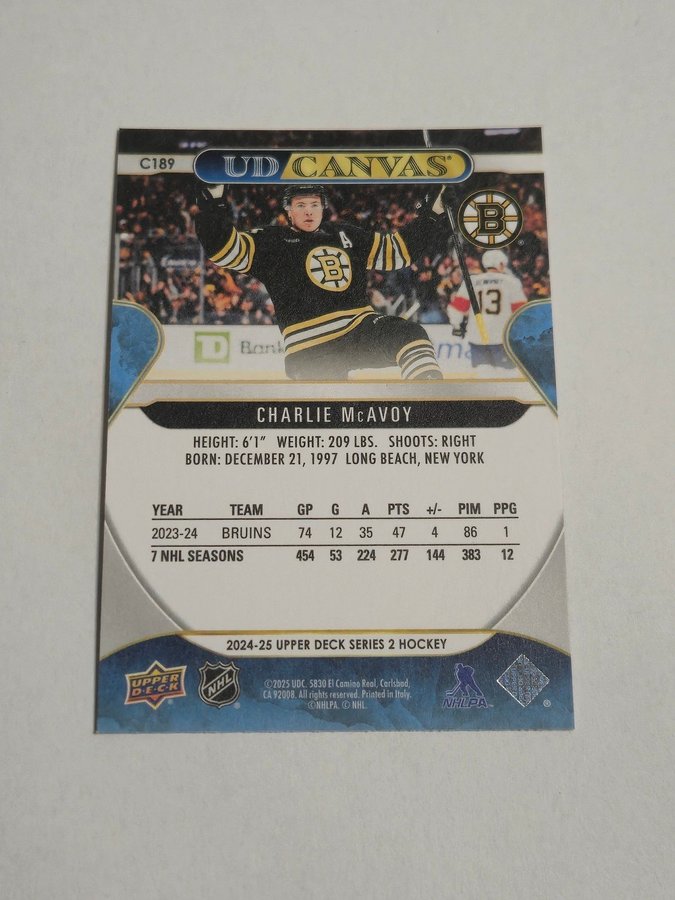 C189
UD CANVAS®
A
B
B
®
13
D Bank
CHARLIE McAVOY
HEIGHT: 6'1" WEIGHT: 209 LBS. SHOOTS: RIGHT
BORN: DECEMBER 21, 1997 LONG BEACH, NEW YORK
YEAR TEAM GP G A PTS +/- PIM PPG
2023-24 BRUINS 74 12 35 47 4 86 1
7 NHL SEASONS 454 53 224 277 144 383 12
2024-25 UPPER DECK SERIES 2 HOCKEY
UPPER DECK
NHL
©2025 UDC. 5830 El Camino Real, Carlsbad,
CA 92008. All rights reserved. Printed in Italy.
©NHLPA. © NHL.
NHLPA
®